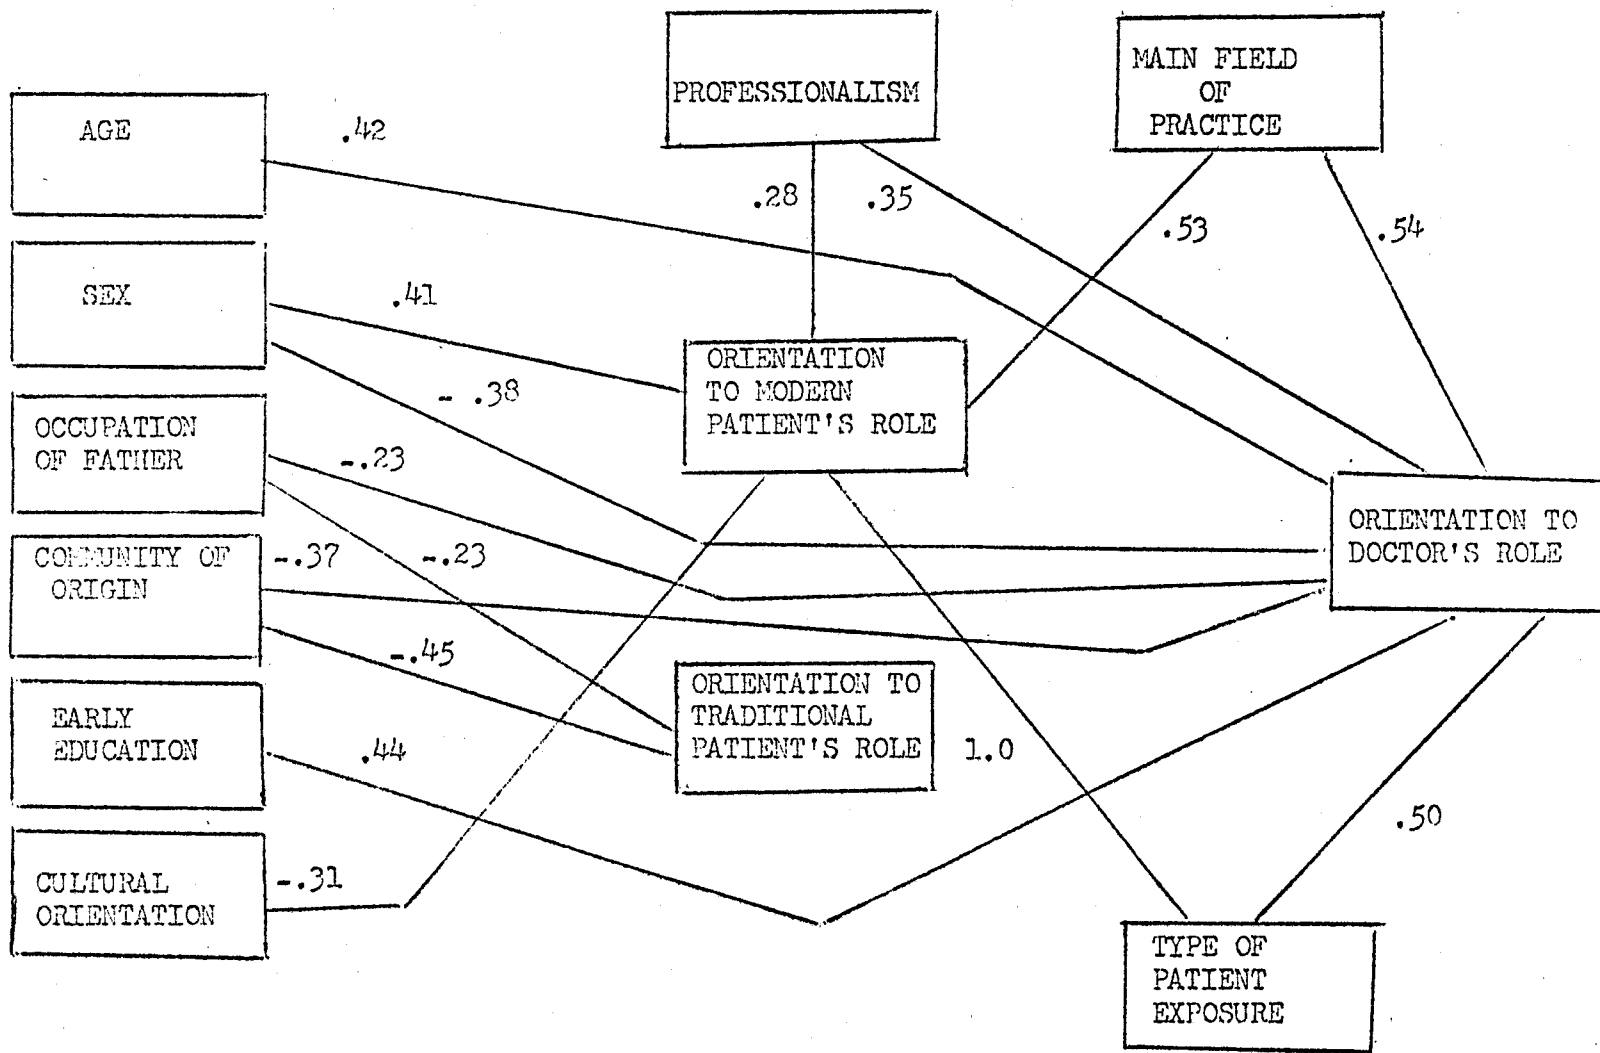 PROFESSIONALISM
MAIN FIELD
OF
PRACTICE
AGE
.42
.28
.35
.53
.54
SEX
.41
- .38
ORIENTATION
TO MODERN
PATIENT'S ROLE
OCCUPATION
OF FATHER
-.23
-.23
ORIENTATION TO
DOCTOR'S ROLE
COMMUNITY OF
ORIGIN
-.37
-.45
ORIENTATION TO
TRADITIONAL
PATIENT'S ROLE
1.0
EARLY
EDUCATION
.44
.50
CULTURAL
ORIENTATION
-.31
TYPE OF
PATIENT
EXPOSURE